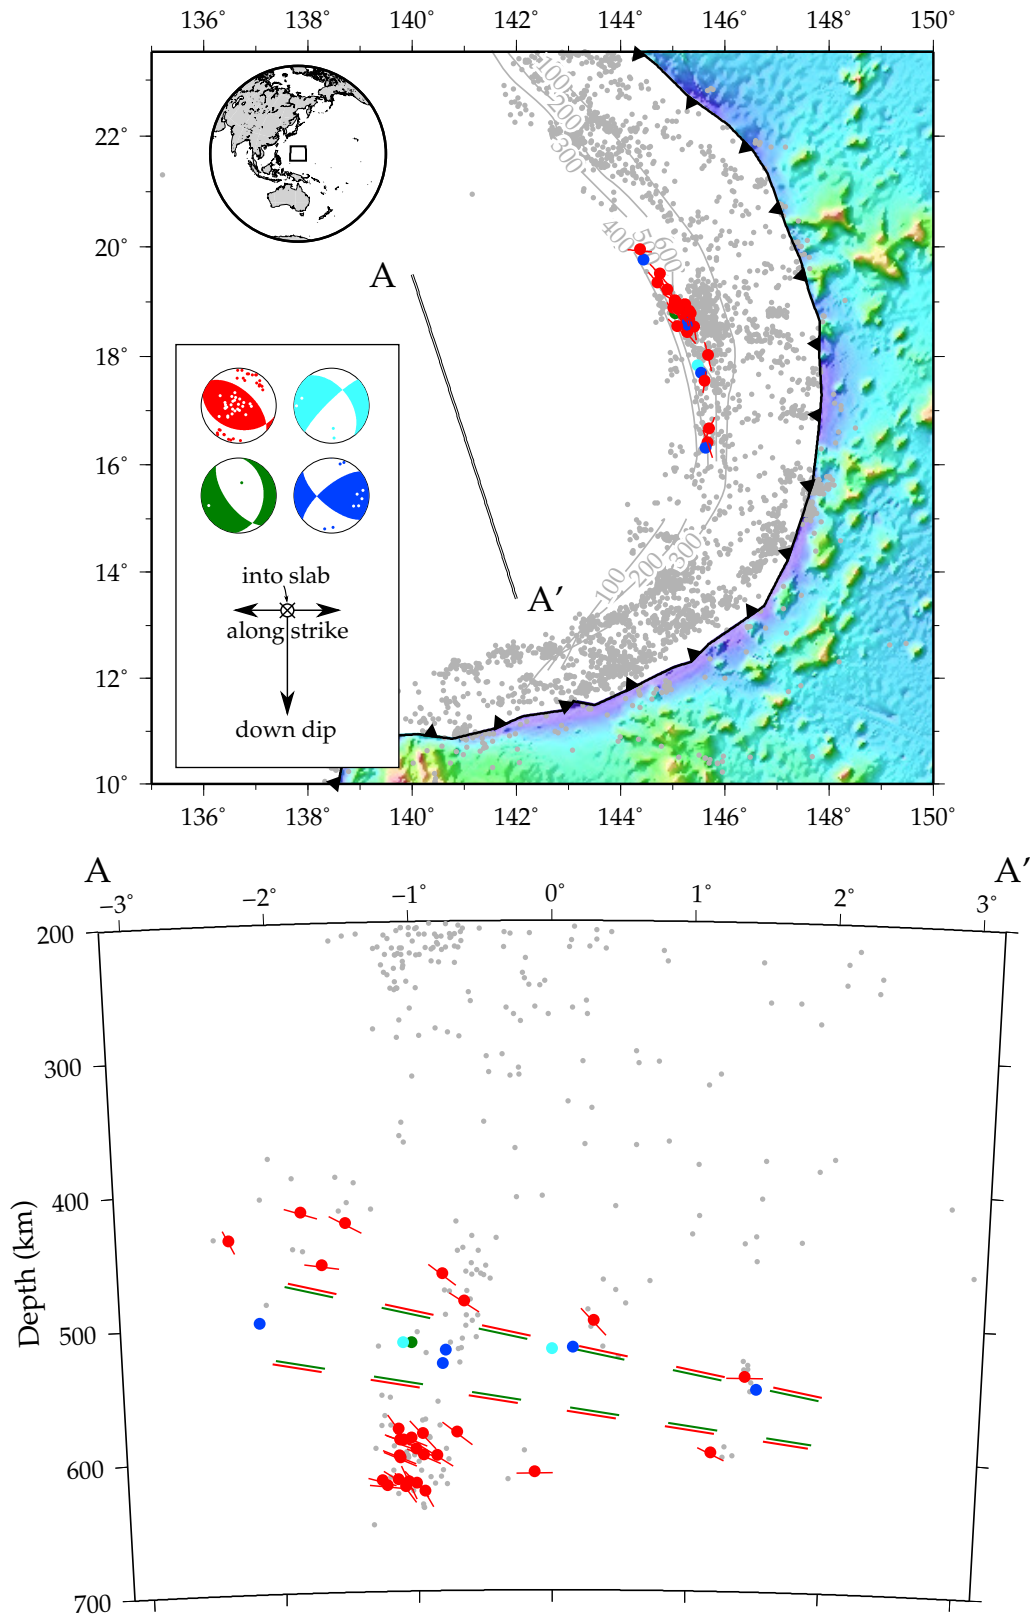 136° 138° 140° 142° 144° 146° 148° 150°
100
200
300
22°
20°
400
500
600
A
18°
16°
into slab
along strike
down dip
14°
A′
100
200
300
12°
10°
136° 138° 140° 142° 144° 146° 148° 150°
A
A′
−3° −2° −1° 0° 1° 2° 3°
200
300
400
500
600
700
Depth (km)